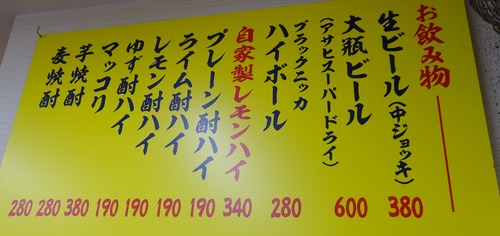 お飲み物
生ビール（中ジョッキ） 380
大瓶ビール 600
（アサヒスーパードライ）
ブラックニッカ
ハイボール 280
自家製レモンハイ 340
プレーン酎ハイ 190
ライム酎ハイ 190
レモン酎ハイ 190
ゆず酎ハイ 190
マッコリ 380
芋焼酎 280
麦焼酎 280